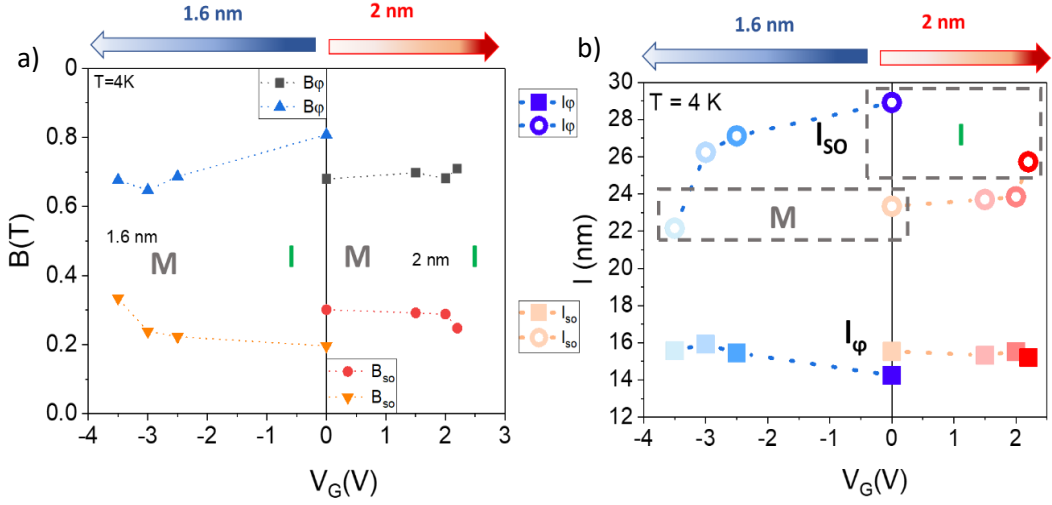 1.6 nm
2 nm
a)
T=4K
Bφ
Bφ
0
0.8
0.6
0.4
0.2
0.0
B(T)
1.6 nm
M
I
M
2 nm
I
Bso
Bso
-4
-3
-2
-1
0
1
2
3
VG(V)
1.6 nm
2 nm
b)
lφ
lφ
lso
lso
30
28
26
24
22
20
18
16
14
12
l (nm)
T = 4 K
lSO
I
M
lφ
-4
-3
-2
-1
0
1
2
VG(V)